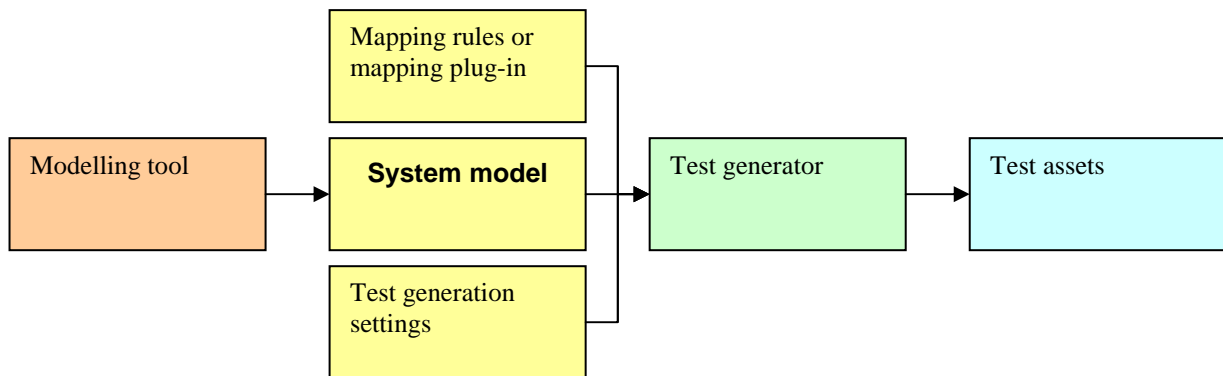 Mapping rules or
mapping plug-in
Modelling tool
System model
Test generator
Test assets
Test generation
settings